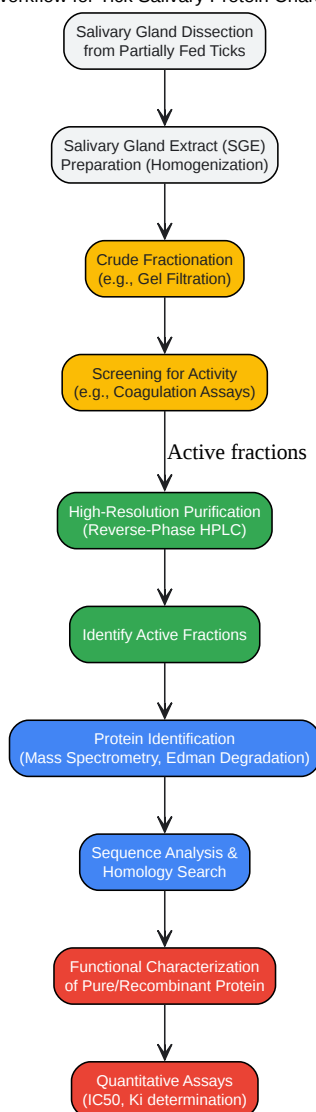 Workflow for Tick Salivary Protein Char
Salivary Gland Dissection
from Partially Fed Ticks
Salivary Gland Extract (SGE)
Preparation (Homogenization)
Crude Fractionation
(e.g., Gel Filtration)
Screening for Activity
(e.g., Coagulation Assays)
Active fractions
High-Resolution Purification
(Reverse-Phase HPLC)
Identify Active Fractions
Protein Identification
(Mass Spectrometry, Edman Degradation)
Sequence Analysis &
Homology Search
Functional Characterization
of Pure/Recombinant Protein
Quantitative Assays
(IC50, Ki determination)